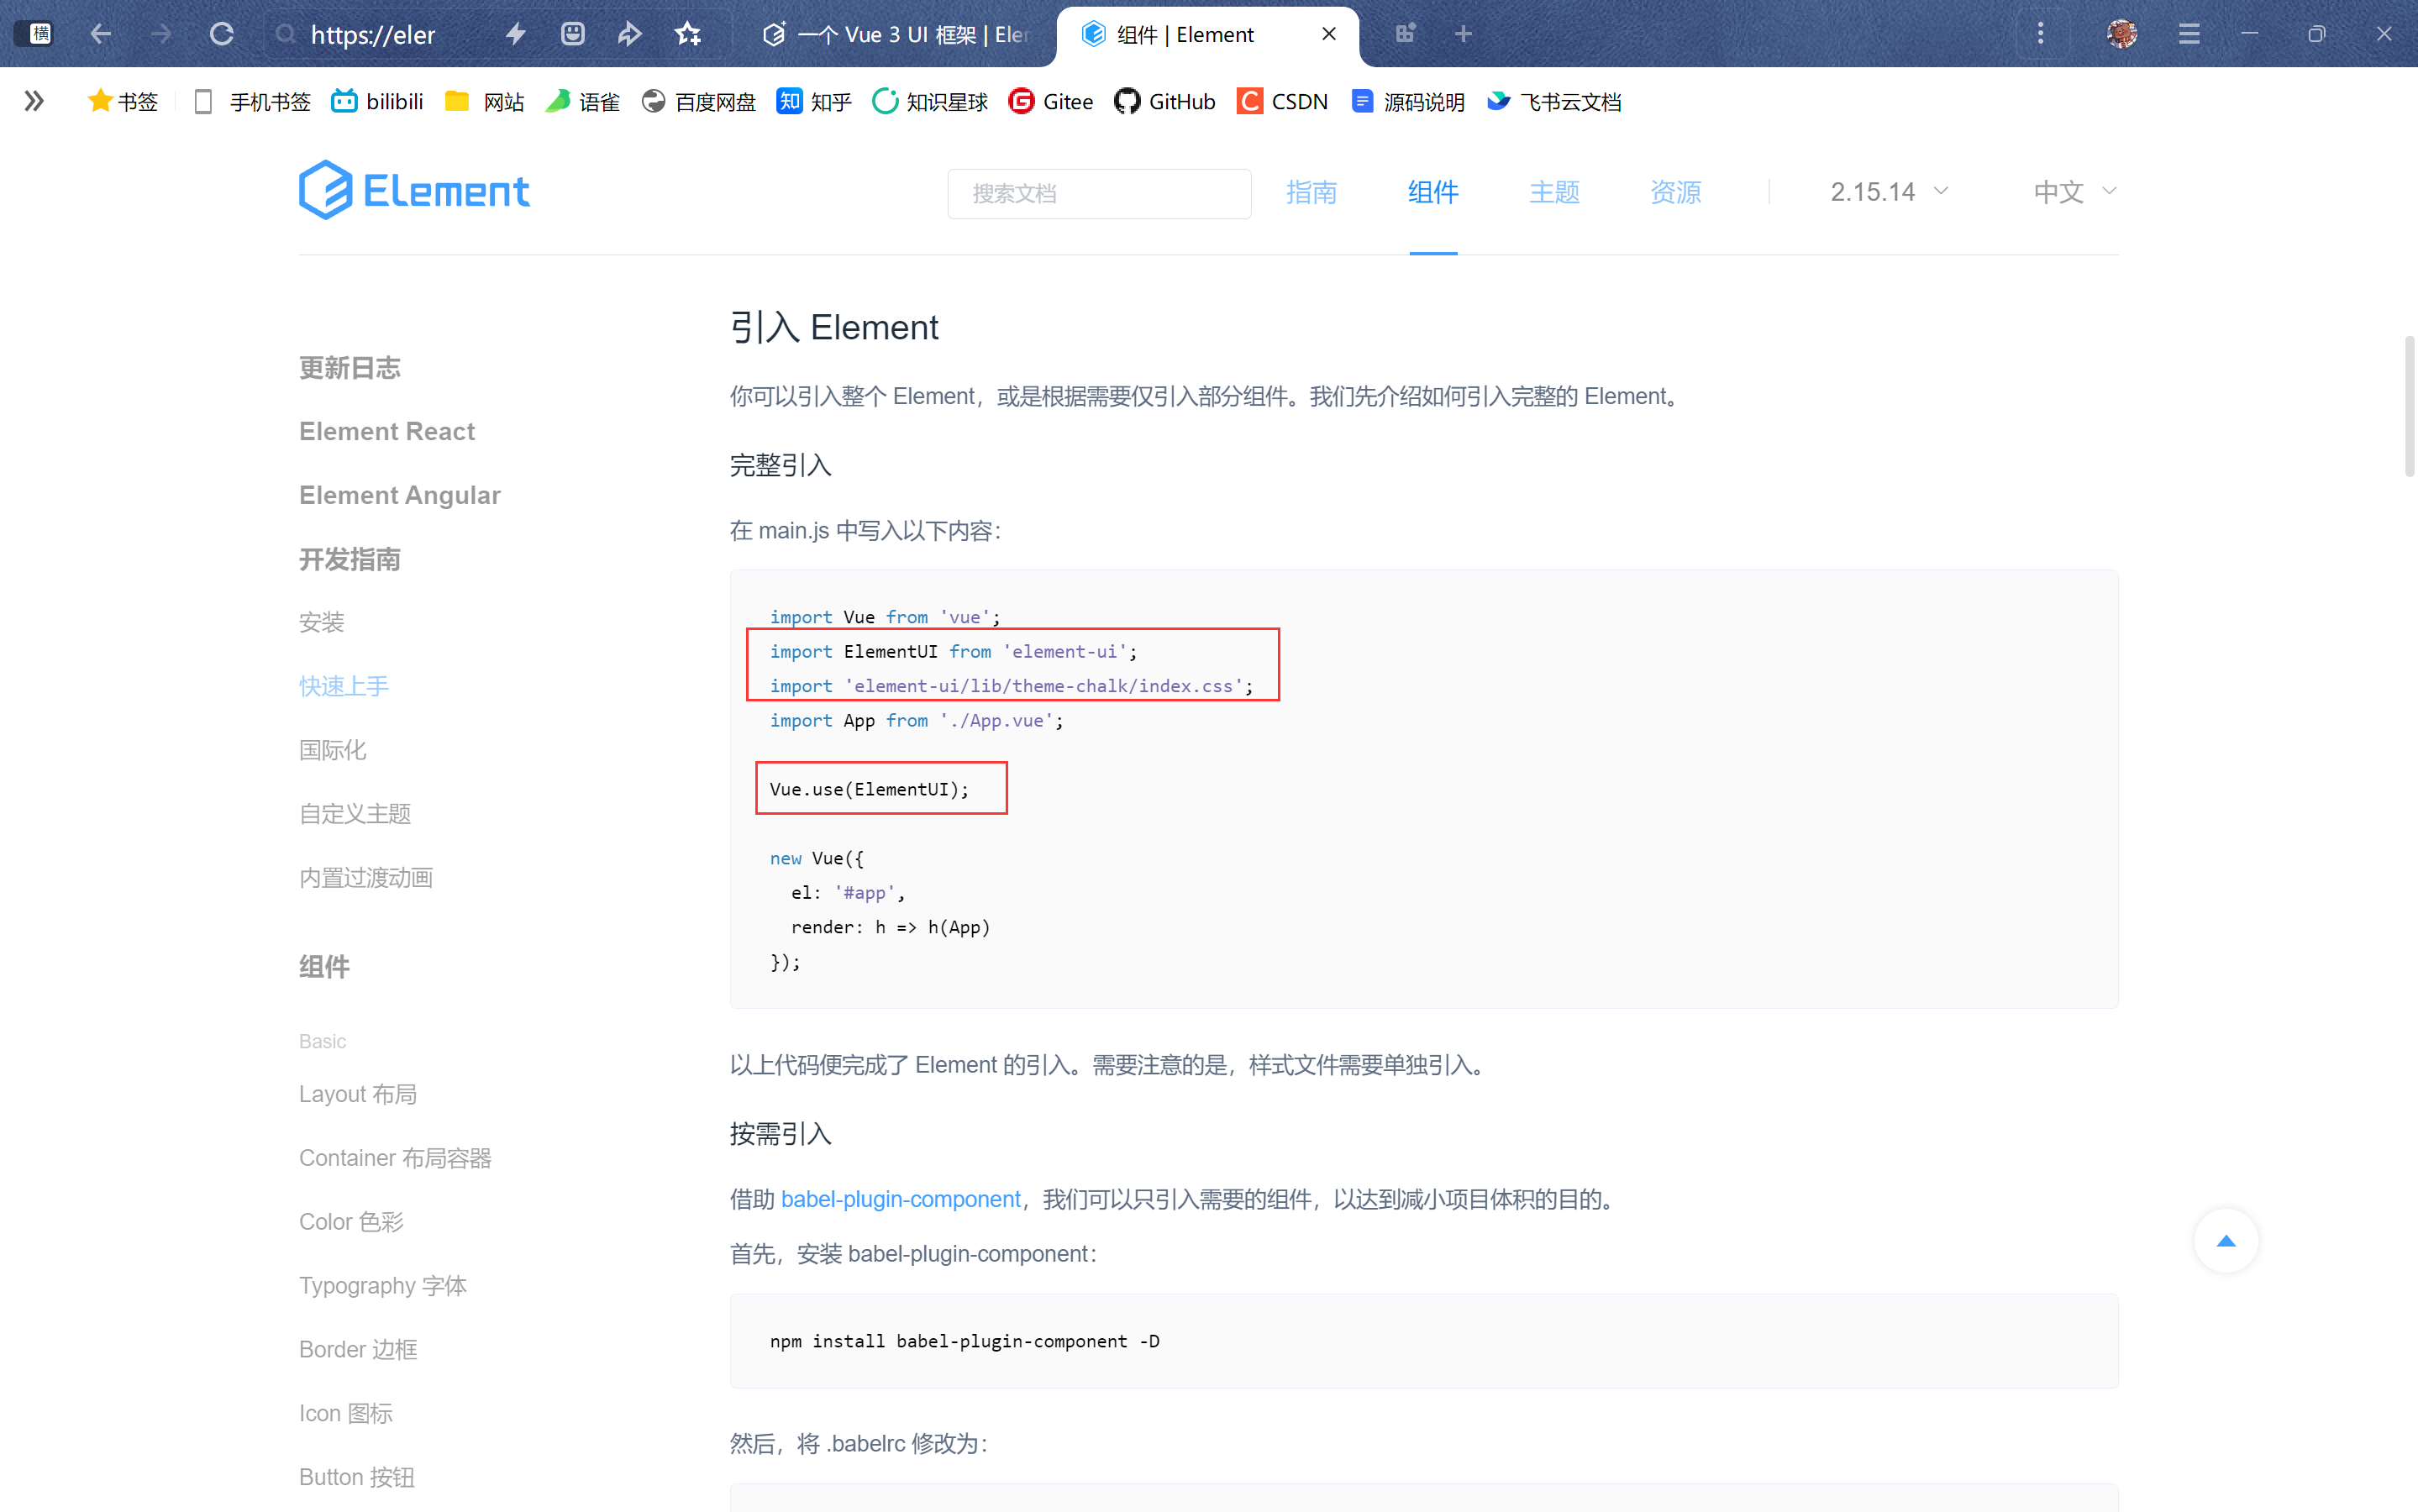 横
https://eler
一个 Vue 3 UI 框架 | Eler
组件 | Element
书签
手机书签
bilibili
网站
语雀
百度网盘
知 知乎
知识星球
Gitee
GitHub
C CSDN
源码说明
飞书云文档
Element
搜索文档
指南
组件
主题
资源
2.15.14
中文
更新日志
Element React
Element Angular
开发指南
安装
快速上手
国际化
自定义主题
内置过渡动画
组件
Basic
Layout 布局
Container 布局容器
Color 色彩
Typography 字体
Border 边框
Icon 图标
Button 按钮
引入 Element
你可以引入整个 Element，或是根据需要仅引入部分组件。我们先介绍如何引入完整的 Element。
完整引入
在 main.js 中写入以下内容：
import Vue from 'vue';
import ElementUI from 'element-ui';
import 'element-ui/lib/theme-chalk/index.css';
import App from './App.vue';
Vue.use(ElementUI);
new Vue({
  el: '#app',
  render: h => h(App)
});
以上代码便完成了 Element 的引入。需要注意的是，样式文件需要单独引入。
按需引入
借助 babel-plugin-component，我们可以只引入需要的组件，以达到减小项目体积的目的。
首先，安装 babel-plugin-component：
npm install babel-plugin-component -D
然后，将 .babelrc 修改为：